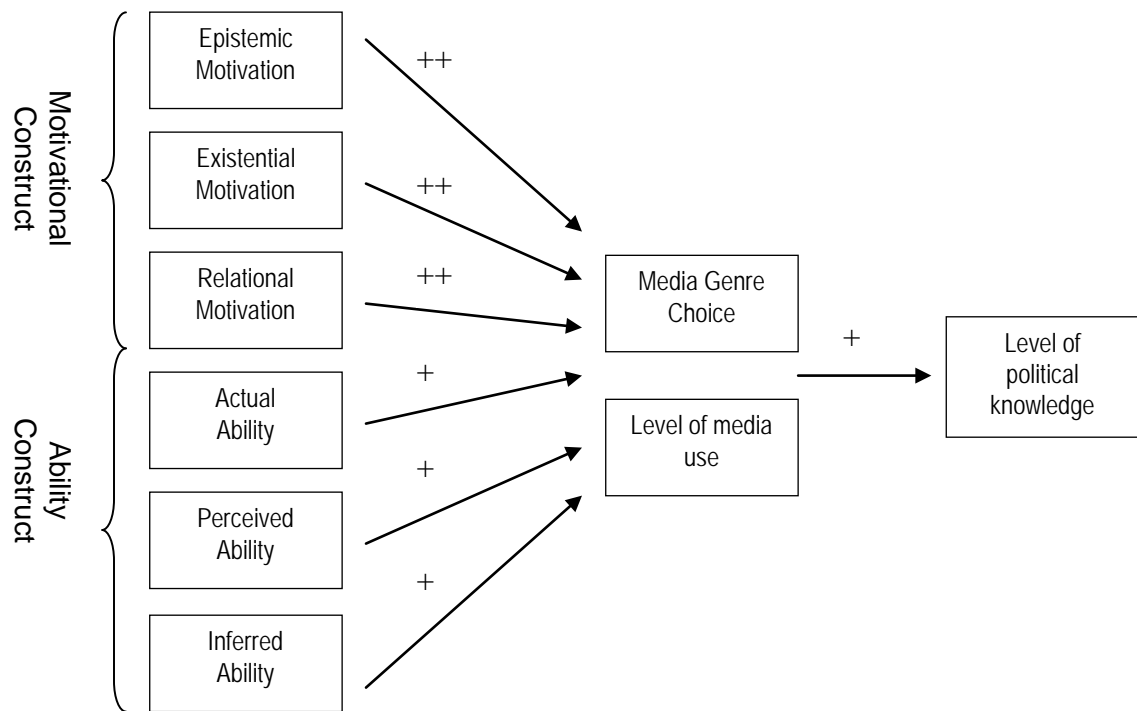 Motivational
Construct
Epistemic
Motivation
++
Existential
Motivation
++
Relational
Motivation
++
Ability
Construct
Actual
Ability
+
Perceived
Ability
+
Inferred
Ability
+
Media Genre
Choice
Level of media
use
+
Level of
political
knowledge